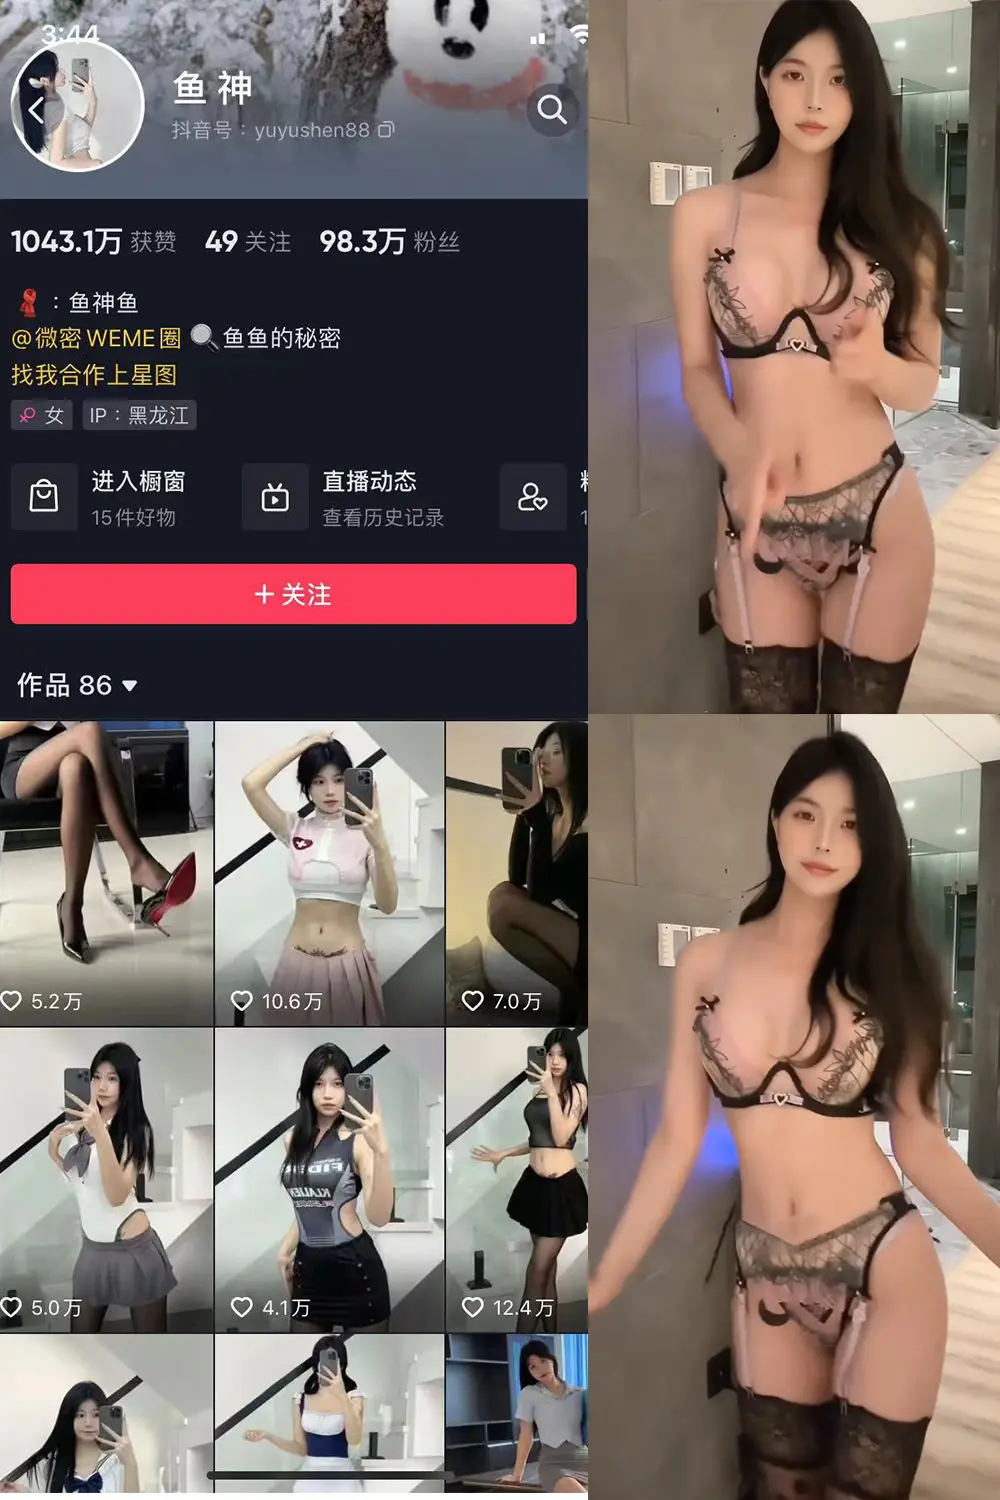 3:44
鱼 神
抖音号：yuyushen88
1043.1万 获赞 49 关注 98.3万 粉丝
：鱼神鱼
@微密 WEME圈 🔍鱼鱼的秘密
找我合作上星图
女 IP：黑龙江
进入橱窗
15件好物
直播动态
查看历史记录
+ 关注
作品 86
5.2万
10.6万
7.0万
5.0万
4.1万
12.4万